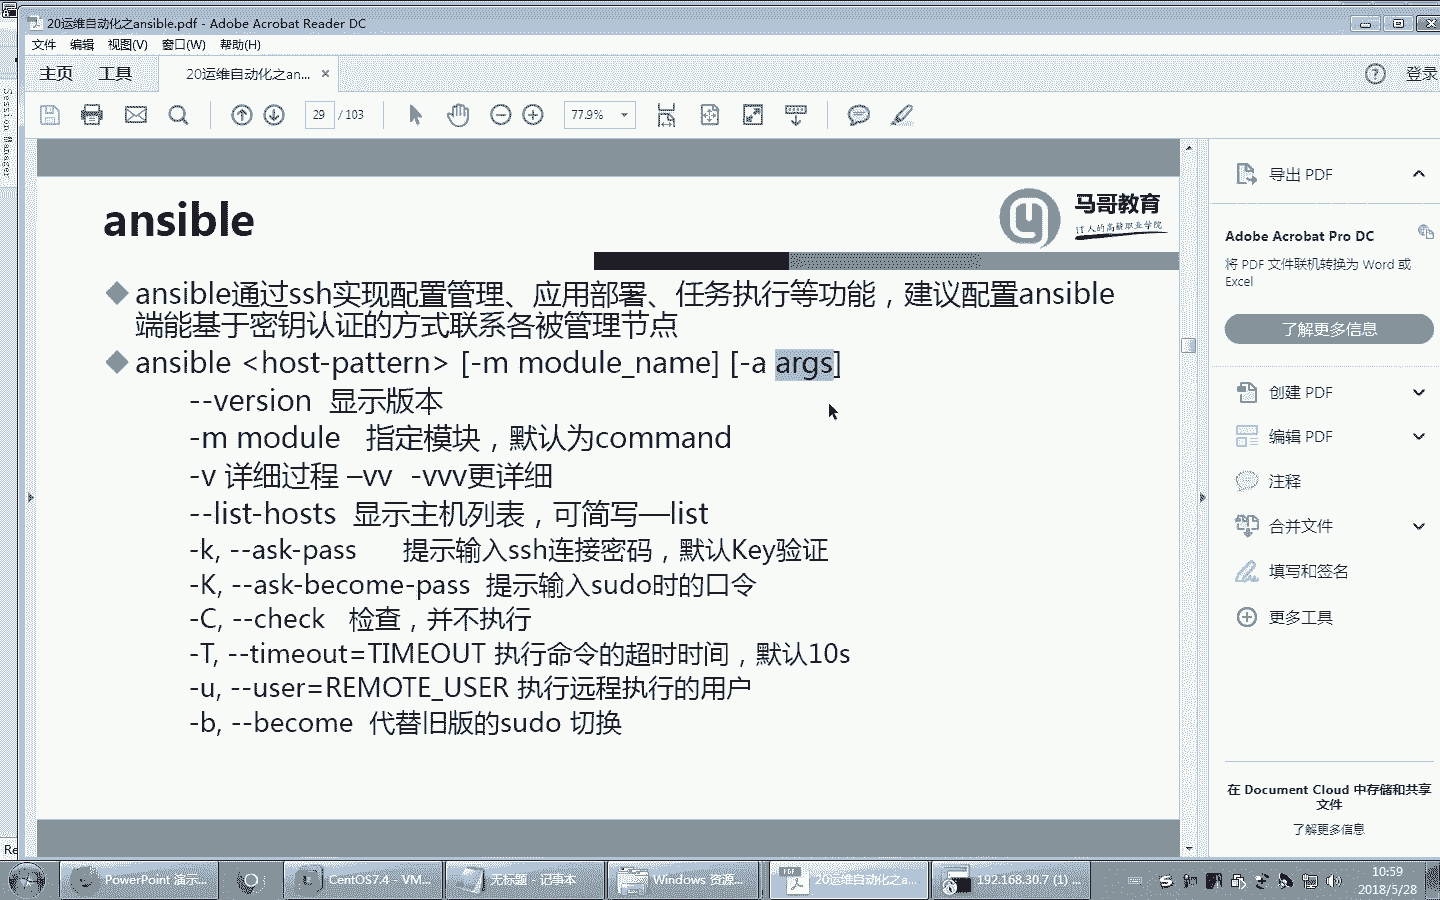 20运维自动化之ansible.pdf - Adobe Acrobat Reader DC
文件 编辑 视图(V) 窗口(W) 帮助(H)
主页 工具 20运维自动化之an... × ? 登录
29 / 103 77.9%
Session Manager
ansible
马哥教育
IT人的高薪职业学院
ansible通过ssh实现配置管理、应用部署、任务执行等功能，建议配置ansible
端能基于密钥认证的方式联系各被管理节点
ansible <host-pattern> [-m module_name] [-a args]
--version 显示版本
-m module 指定模块，默认为command
-v 详细过程 –vv -vvv更详细
--list-hosts 显示主机列表，可简写—list
-k, --ask-pass 提示输入ssh连接密码，默认Key验证
-K, --ask-become-pass 提示输入sudo时的口令
-C, --check 检查，并不执行
-T, --timeout=TIMEOUT 执行命令的超时时间，默认10s
-u, --user=REMOTE_USER 执行远程执行的用户
-b, --become 代替旧版的sudo 切换
导出 PDF
Adobe Acrobat Pro DC
将 PDF 文件联机转换为 Word 或
Excel
了解更多信息
创建 PDF
编辑 PDF
注释
合并文件
填写和签名
更多工具
在 Document Cloud 中存储和共享
文件
了解更多信息
Re
PowerPoint 演示... CentOS7.4 - VM... 无标题 - 记事本 Windows 资源... 20运维自动化之a... 192.168.30.7 (1) ...
10:59
2018/5/28